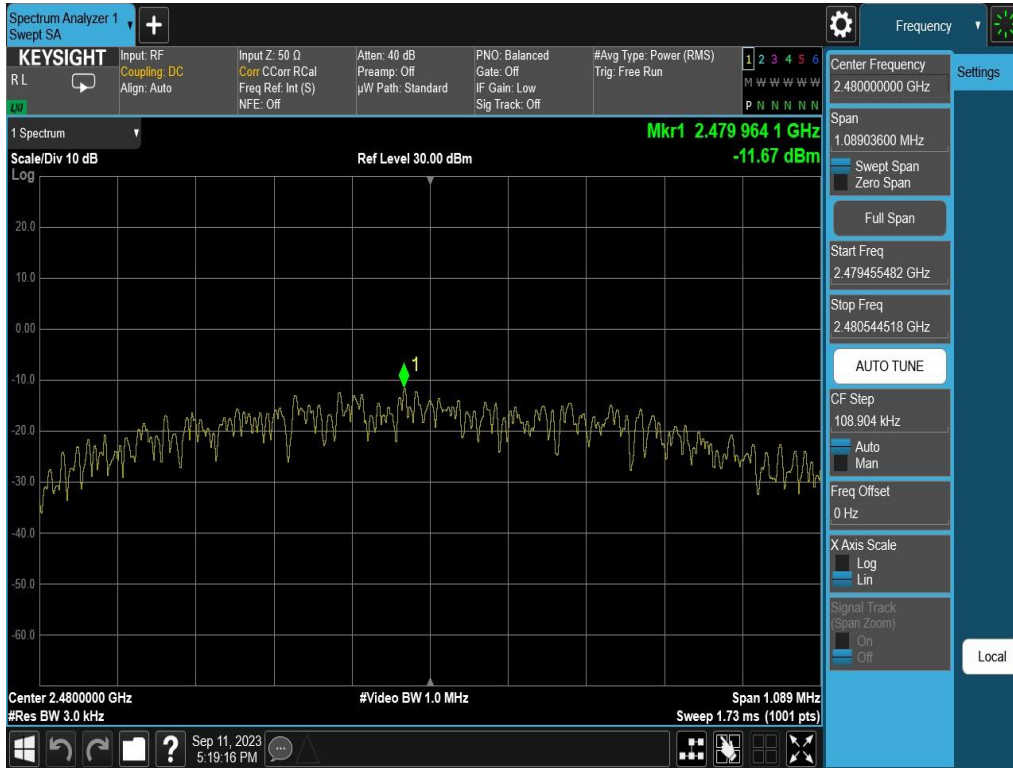 Spectrum Analyzer 1
Swept SA
Frequency
KEYSIGHT
R L
LXI
Input: RF
Coupling: DC
Align: Auto
Input Z: 50 Ω
Corr CCorr RCal
Freq Ref: Int (S)
NFE: Off
Atten: 40 dB
Preamp: Off
µW Path: Standard
PNO: Balanced
Gate: Off
IF Gain: Low
Sig Track: Off
#Avg Type: Power (RMS)
Trig: Free Run
1 2 3 4 5 6
M W W W W W
P N N N N N
1 Spectrum
Scale/Div 10 dB
Log
Ref Level 30.00 dBm
Mkr1 2.479 964 1 GHz
-11.67 dBm
20.0
10.0
0.00
-10.0
-20.0
-30.0
-40.0
-50.0
-60.0
1
Center 2.4800000 GHz
#Res BW 3.0 kHz
#Video BW 1.0 MHz
Span 1.089 MHz
Sweep 1.73 ms (1001 pts)
Center Frequency
2.480000000 GHz
Span
1.08903600 MHz
Swept Span
Zero Span
Full Span
Start Freq
2.479455482 GHz
Stop Freq
2.480544518 GHz
AUTO TUNE
CF Step
108.904 kHz
Auto
Man
Freq Offset
0 Hz
X Axis Scale
Log
Lin
Signal Track
(Span Zoom)
On
Off
Settings
Local
?
Sep 11, 2023
5:19:16 PM